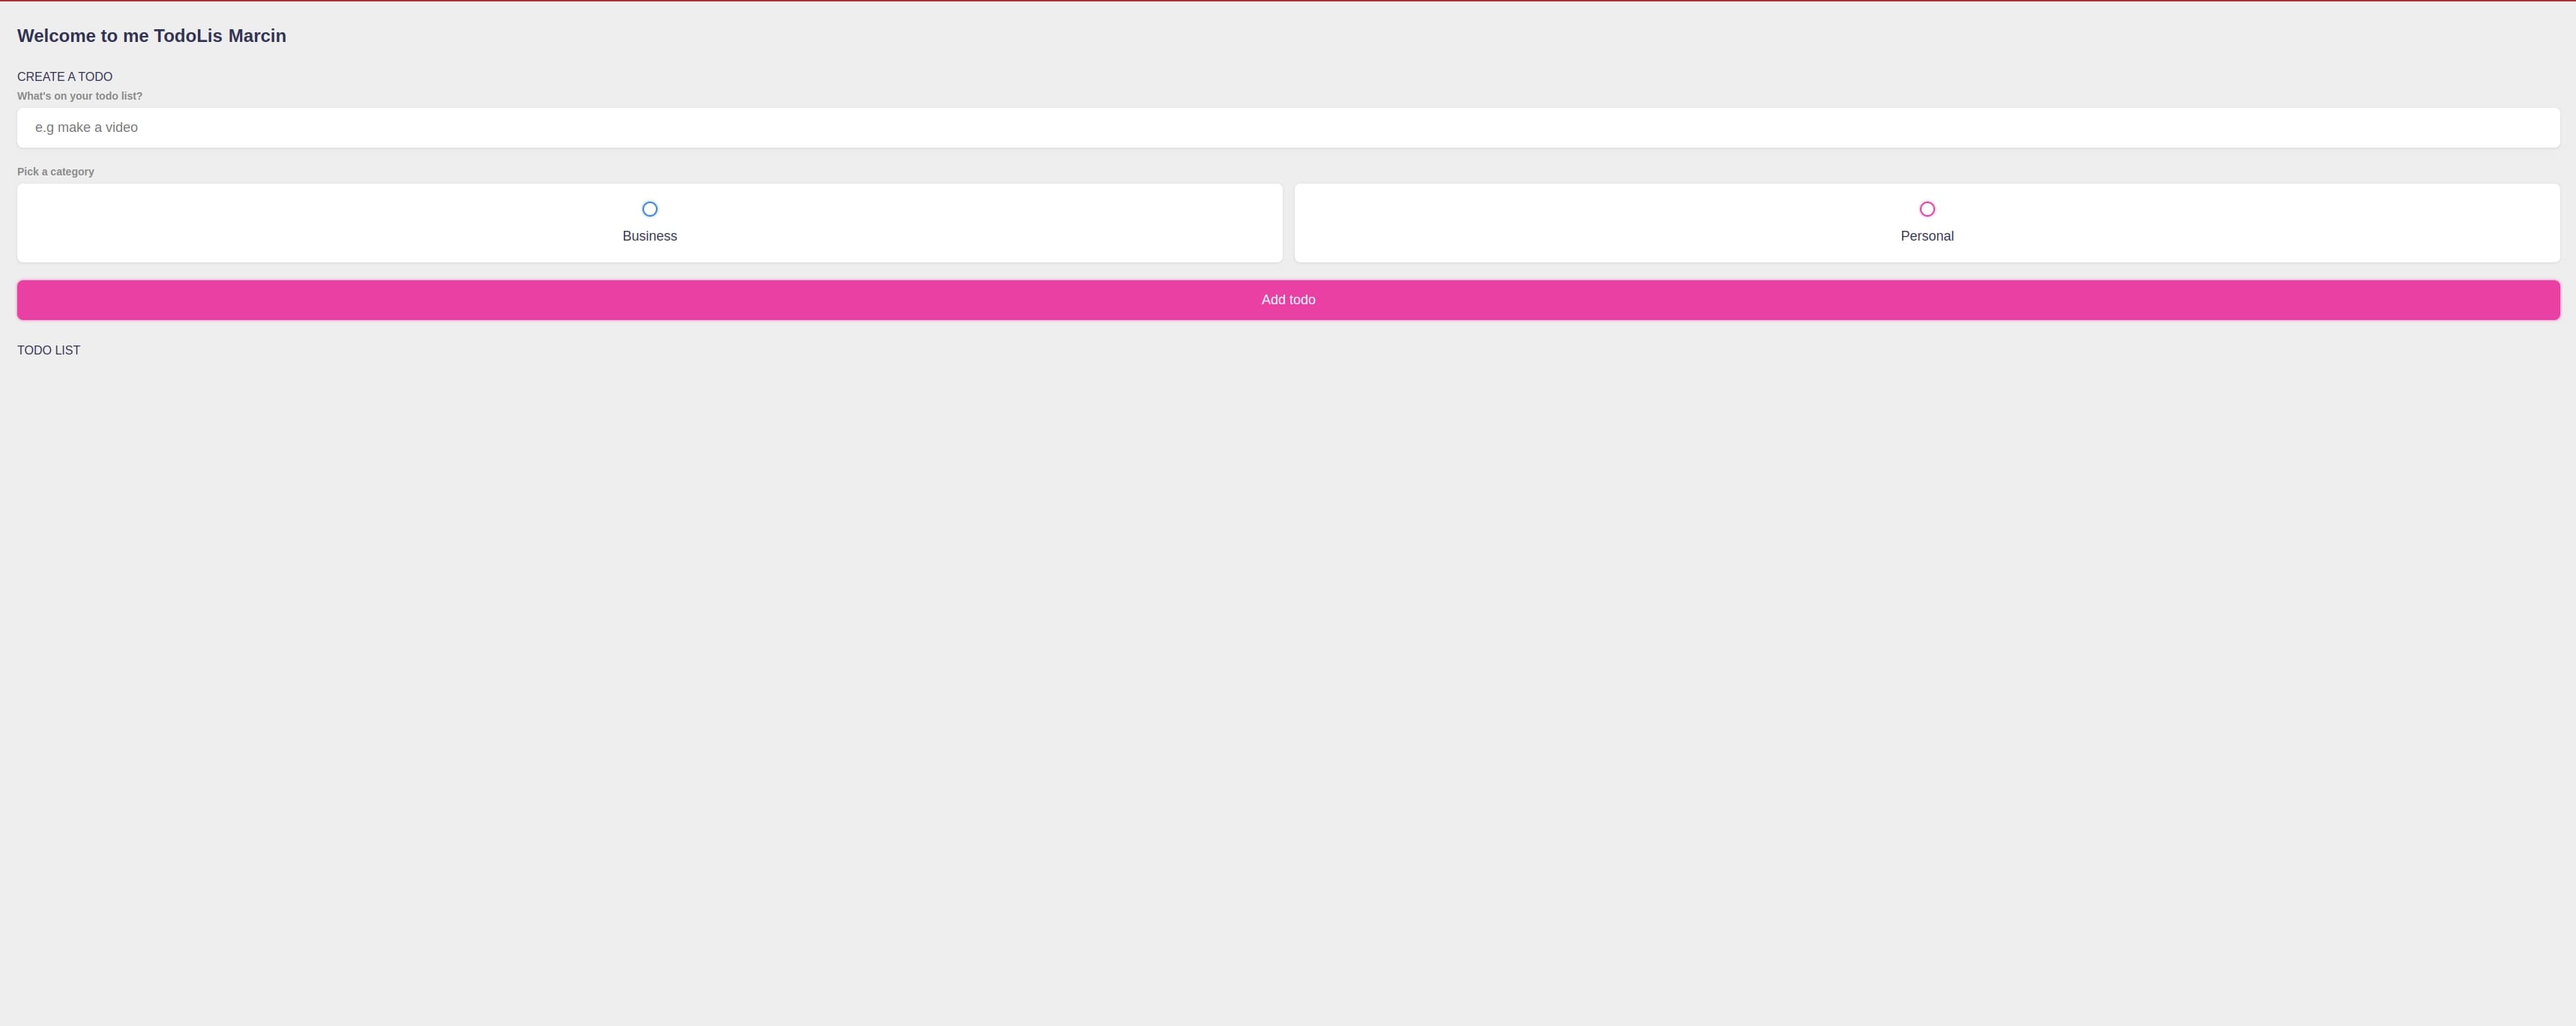 Welcome to me TodoLis Marcin
CREATE A TODO
What's on your todo list?
e.g make a video
Pick a category
Business
Personal
Add todo
TODO LIST